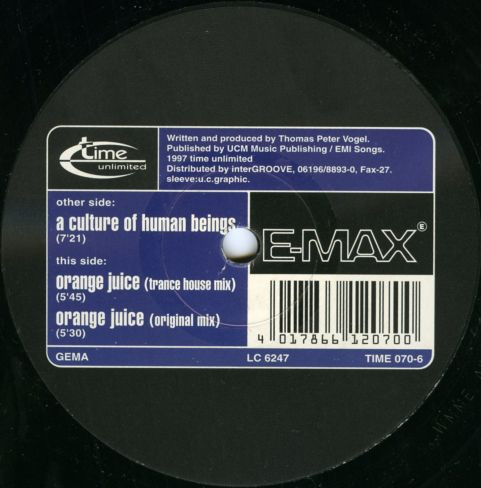 time
unlimited
Written and produced by Thomas Peter Vogel.
Published by UCM Music Publishing / EMI Songs.
1997 time unlimited
Distributed by interGROOVE, 06196/8893-0, Fax-27.
sleeve:u.c.graphic.
other side:
a culture of human beings
(7'21)
this side:
orange juice (trance house mix)
(5'45)
orange juice (original mix)
(5'30)
E-MAX E
4 017866 120700
GEMA LC 6247 TIME 070-6